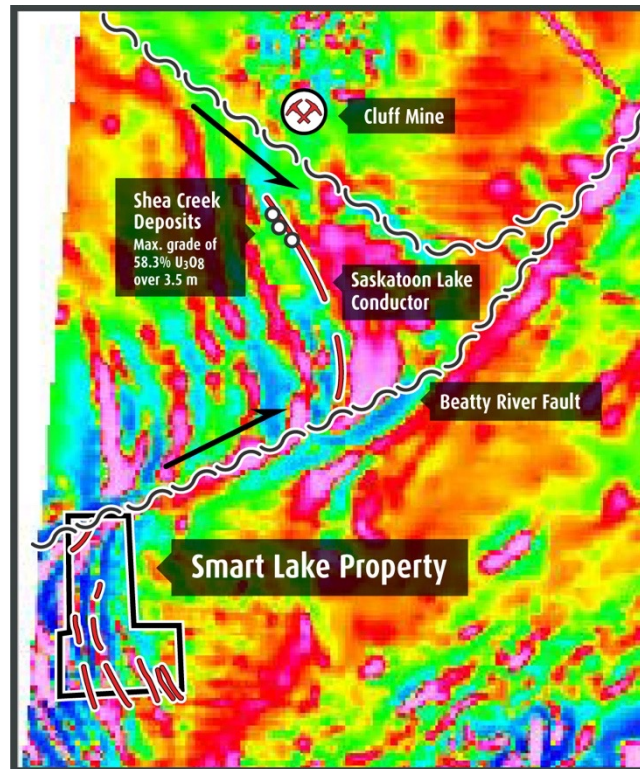 Cluff Mine
Shea Creek
Deposits
Max. grade of
58.3% U₃O₈
over 3.5 m
Saskatoon Lake
Conductor
Beatty River Fault
Smart Lake Property